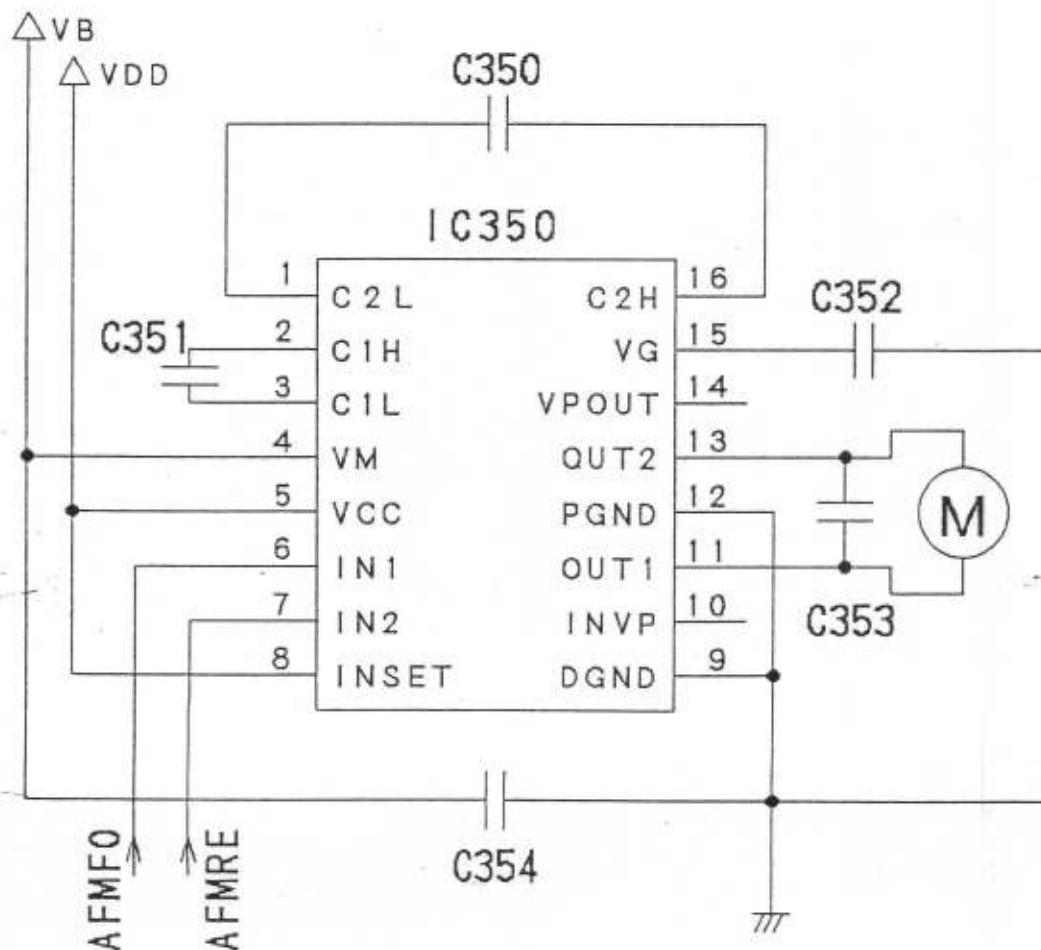 VB
VDD
C350
IC350
1 C2L
C2H 16
2 C1H
VG 15
C352
C351
3 C1L
VPOUT 14
4 VM
OUT2 13
5 VCC
PGND 12
M
6 IN1
OUT1 11
7 IN2
INVP 10
C353
8 INSET
DGND 9
C354
AFMFO
AFMRE